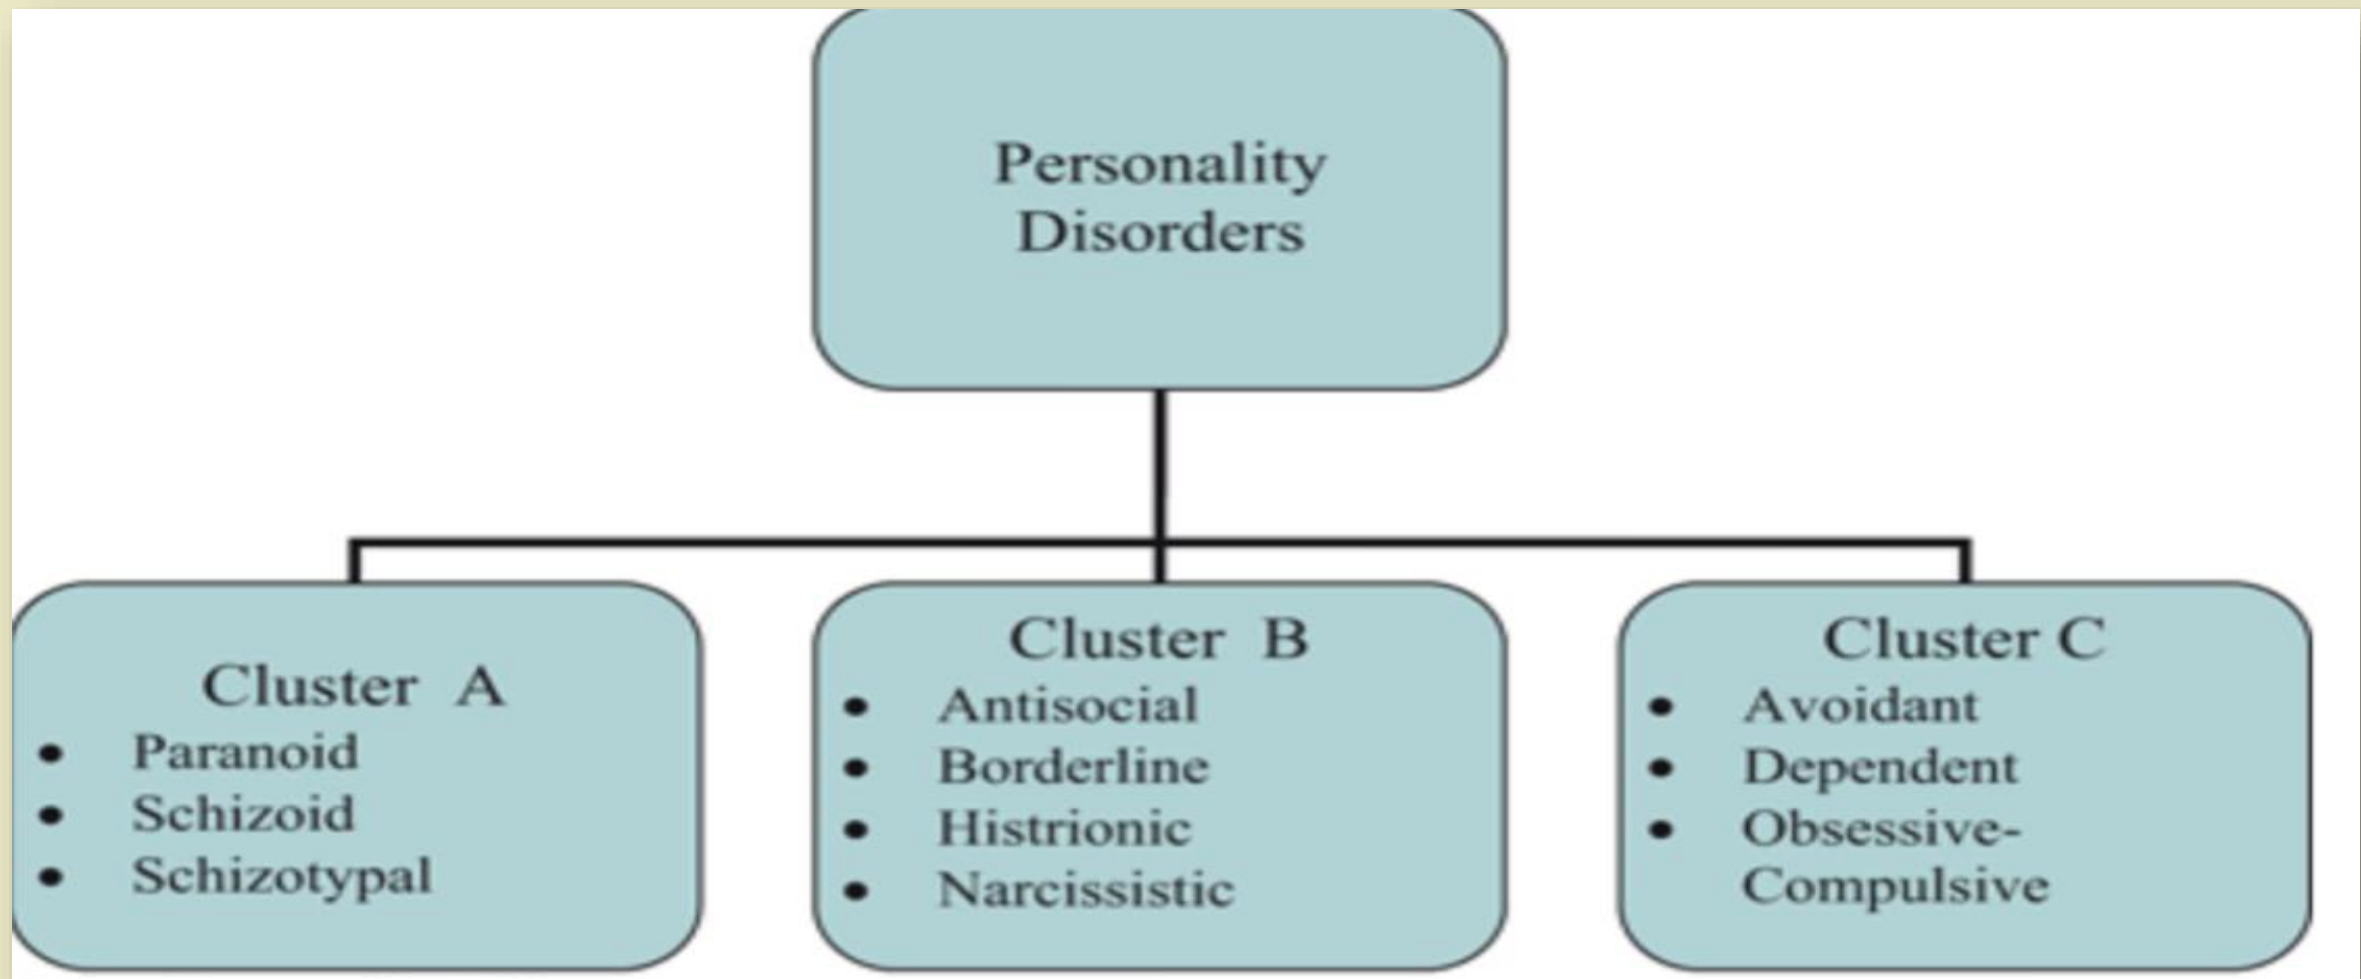 Personality
Disorders
Cluster A
• Paranoid
• Schizoid
• Schizotypal
Cluster B
• Antisocial
• Borderline
• Histrionic
• Narcissistic
Cluster C
• Avoidant
• Dependent
• Obsessive-
Compulsive